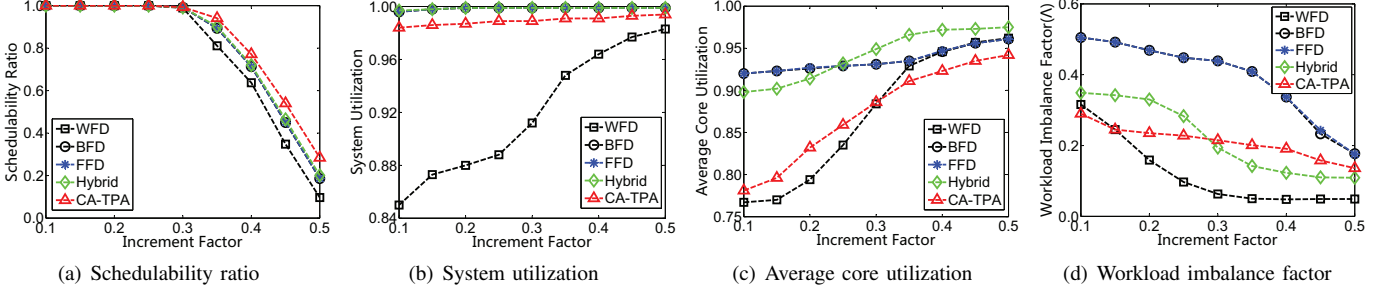 Schedulability Ratio
1.0
0.8
0.6
0.4
0.2
0.0
WFD
BFD
FFD
Hybrid
CA-TPA
0.1 0.2 0.3 0.4 0.5
Increment Factor
(a) Schedulability ratio
System Utilization
1.00
0.96
0.92
0.88
0.84
WFD
BFD
FFD
Hybrid
CA-TPA
0.1 0.2 0.3 0.4 0.5
Increment Factor
(b) System utilization
Average Core Utilization
1.00
0.95
0.90
0.85
0.80
0.75
WFD
BFD
FFD
Hybrid
CA-TPA
0.1 0.2 0.3 0.4 0.5
Increment Factor
(c) Average core utilization
Workload Imbalance Factor(Λ)
0.6
0.4
0.2
0.0
WFD
BFD
FFD
Hybrid
CA-TPA
0.1 0.2 0.3 0.4 0.5
Increment Factor
(d) Workload imbalance factor